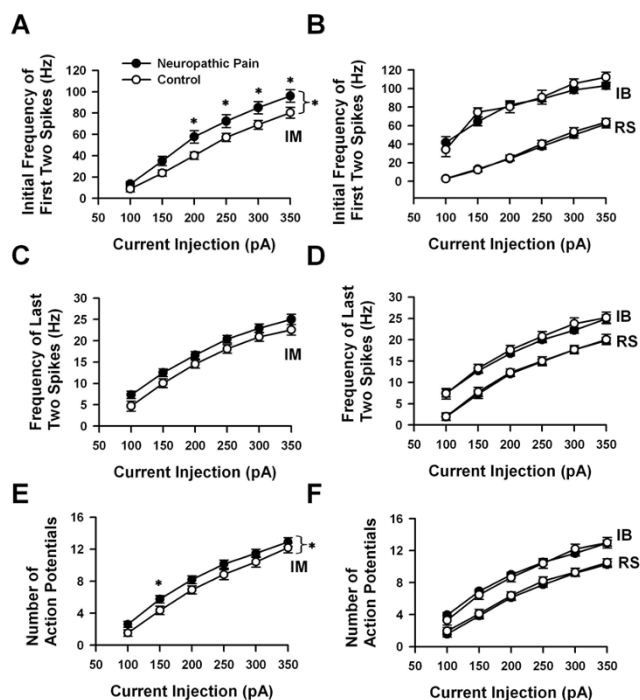 A
B
Neuropathic Pain
Control
Initial Frequency of
First Two Spikes (Hz)
120
100
80
60
40
20
0
* * * * *
IM
50 100 150 200 250 300 350
Current Injection (pA)
Initial Frequency of
First Two Spikes (Hz)
120
100
80
60
40
20
0
IB
RS
50 100 150 200 250 300 350
Current Injection (pA)
C
D
Frequency of Last
Two Spikes (Hz)
30
25
20
15
10
5
0
IM
50 100 150 200 250 300 350
Current Injection (pA)
Frequency of Last
Two Spikes (Hz)
30
25
20
15
10
5
0
IB
RS
50 100 150 200 250 300 350
Current Injection (pA)
E
F
Number of
Action Potentials
16
12
8
4
0
* *
IM
50 100 150 200 250 300 350
Current Injection (pA)
Number of
Action Potentials
16
12
8
4
0
IB
RS
50 100 150 200 250 300 350
Current Injection (pA)